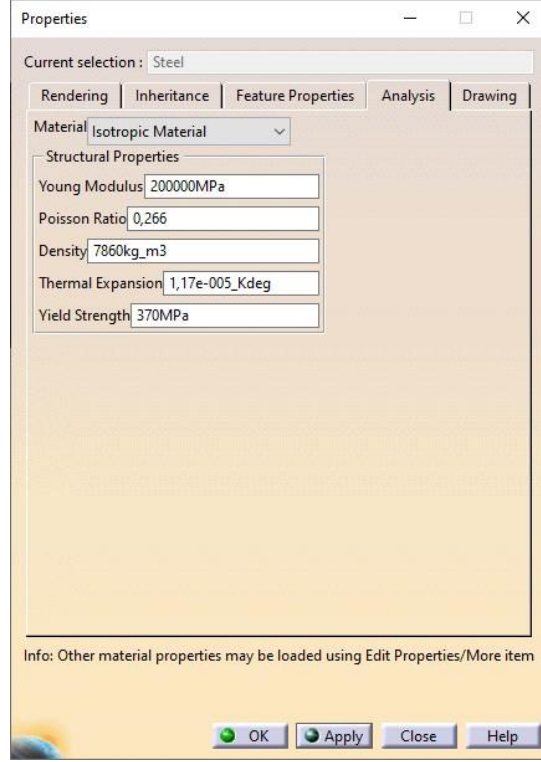 Properties
Current selection : Steel
Rendering Inheritance Feature Properties Analysis Drawing
Material Isotropic Material
Structural Properties
Young Modulus 200000MPa
Poisson Ratio 0,266
Density 7860kg_m3
Thermal Expansion 1,17e-005_Kdeg
Yield Strength 370MPa
Info: Other material properties may be loaded using Edit Properties/More item
OK Apply Close Help